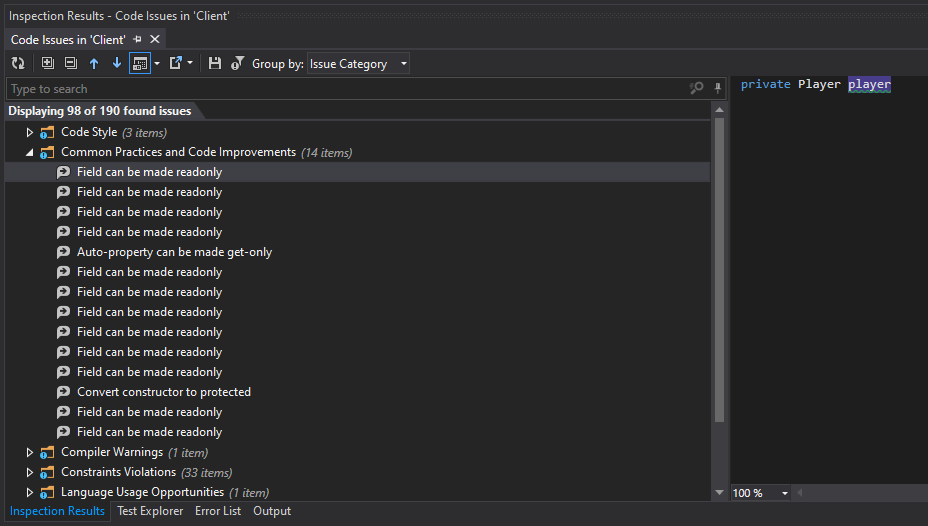 Inspection Results - Code Issues in 'Client'
Code Issues in 'Client'
Group by: Issue Category
Type to search
Displaying 98 of 190 found issues
private Player player
Code Style (3 items)
Common Practices and Code Improvements (14 items)
Field can be made readonly
Field can be made readonly
Field can be made readonly
Field can be made readonly
Auto-property can be made get-only
Field can be made readonly
Field can be made readonly
Field can be made readonly
Field can be made readonly
Field can be made readonly
Field can be made readonly
Convert constructor to protected
Field can be made readonly
Field can be made readonly
Compiler Warnings (1 item)
Constraints Violations (33 items)
Language Usage Opportunities (1 item)
100 %
Inspection Results Test Explorer Error List Output